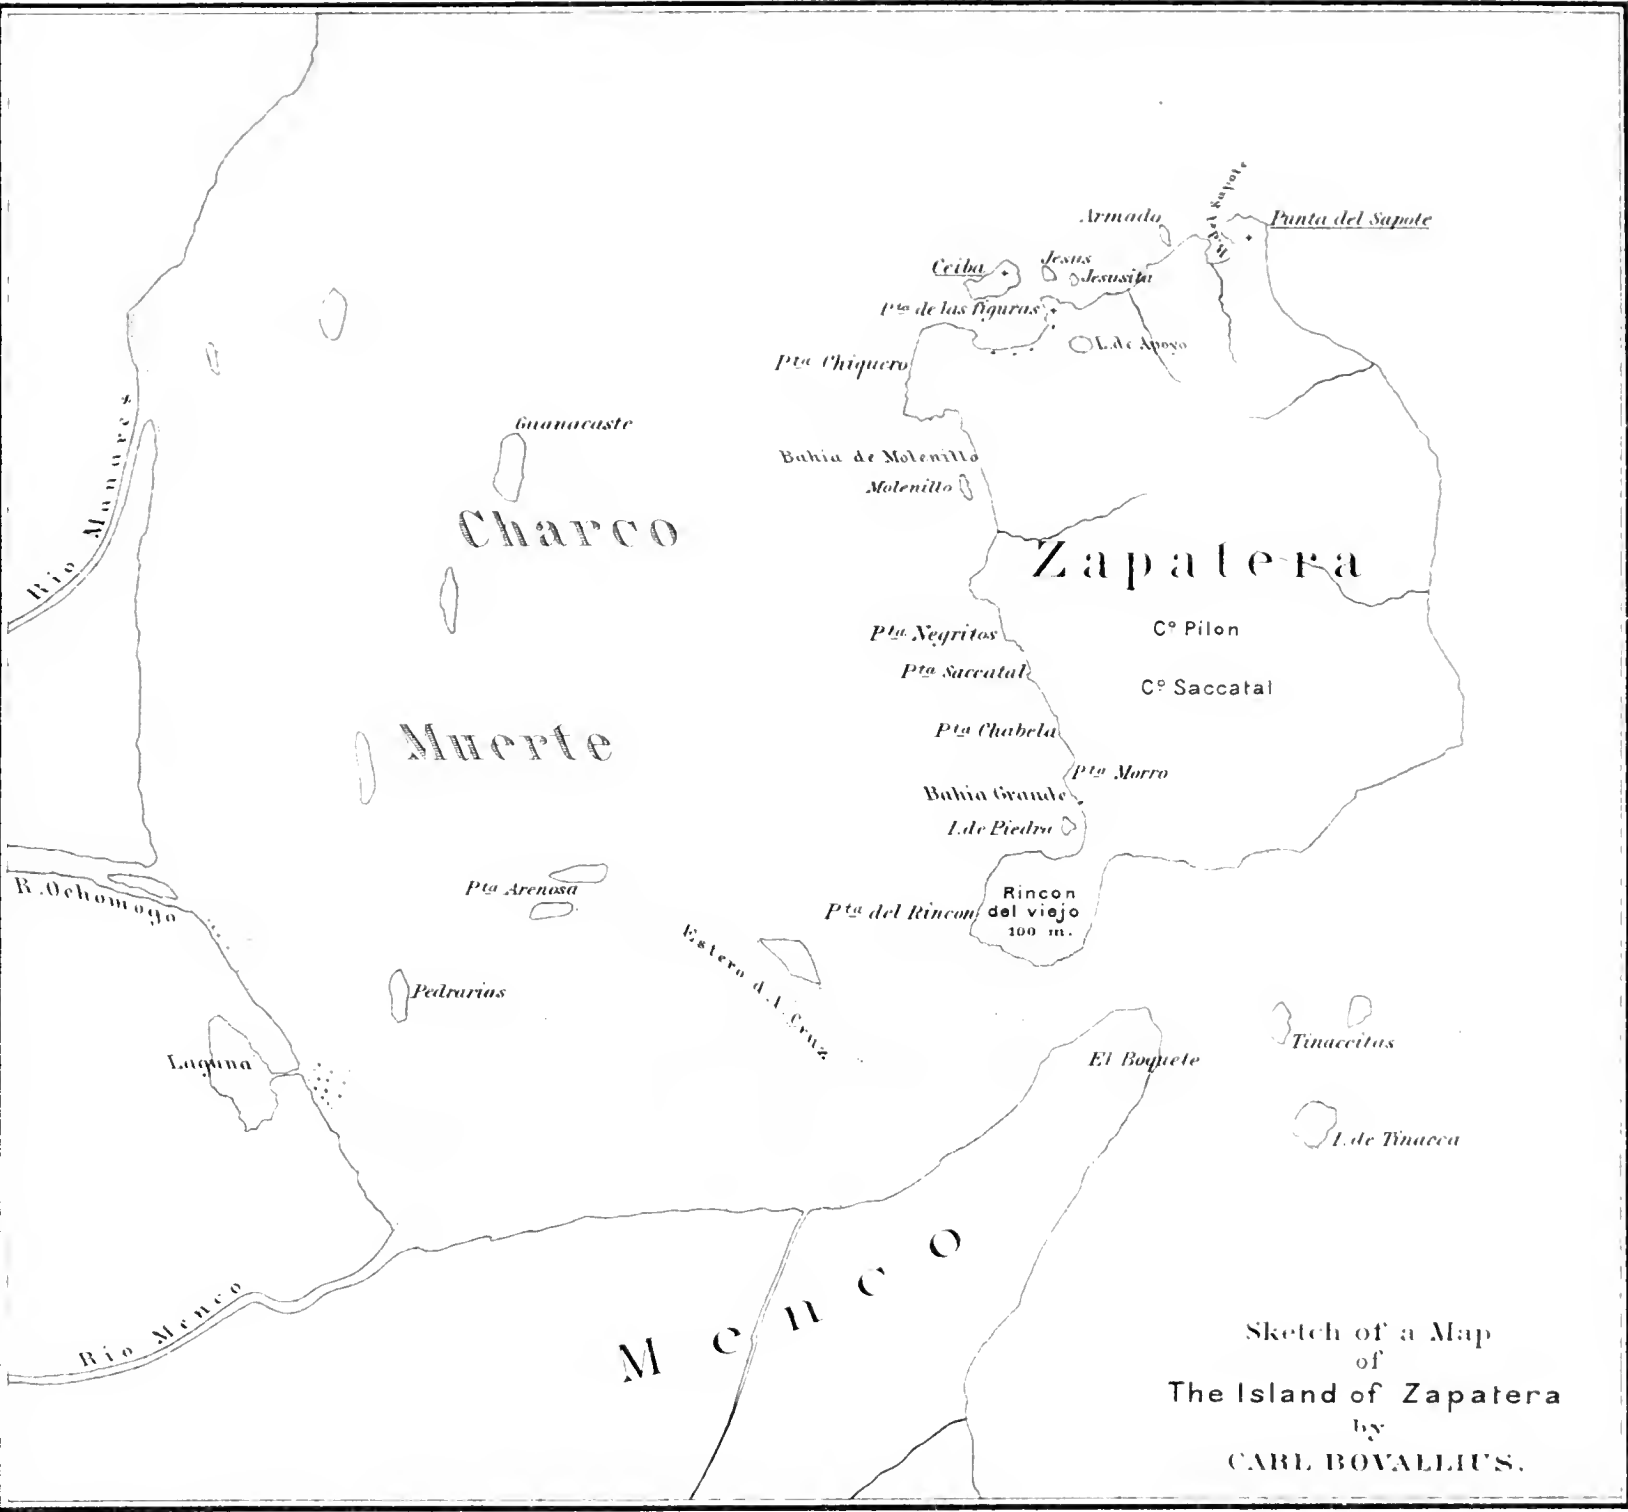 R. del Sapote
Armado
Punta del Sapote
Ceiba
Jesus
Jesusita
Pta de las figuras
I. de Apoyo
Pta Chiquero
Rio Manares
Guanacaste
Bahia de Molenillo
Molenillo
Charco
Zapatera
Co Pilon
Pta Negritos
Pta Saccatal
Co Saccatal
Muerte
Pta Chabela
Pta Morro
Bahia Grande
I. de Piedra
R. Ochomogo
Pta Arenosa
Rincon
del viejo
100 m.
Pta del Rincon
Estero d. l. Cruz
Pedrarias
Laguna
El Boquete
Tinaccitas
I. de Tinacca
Menco
Rio Menco
Sketch of a Map
of
The Island of Zapatera
by
CARL BOVALLIUS.